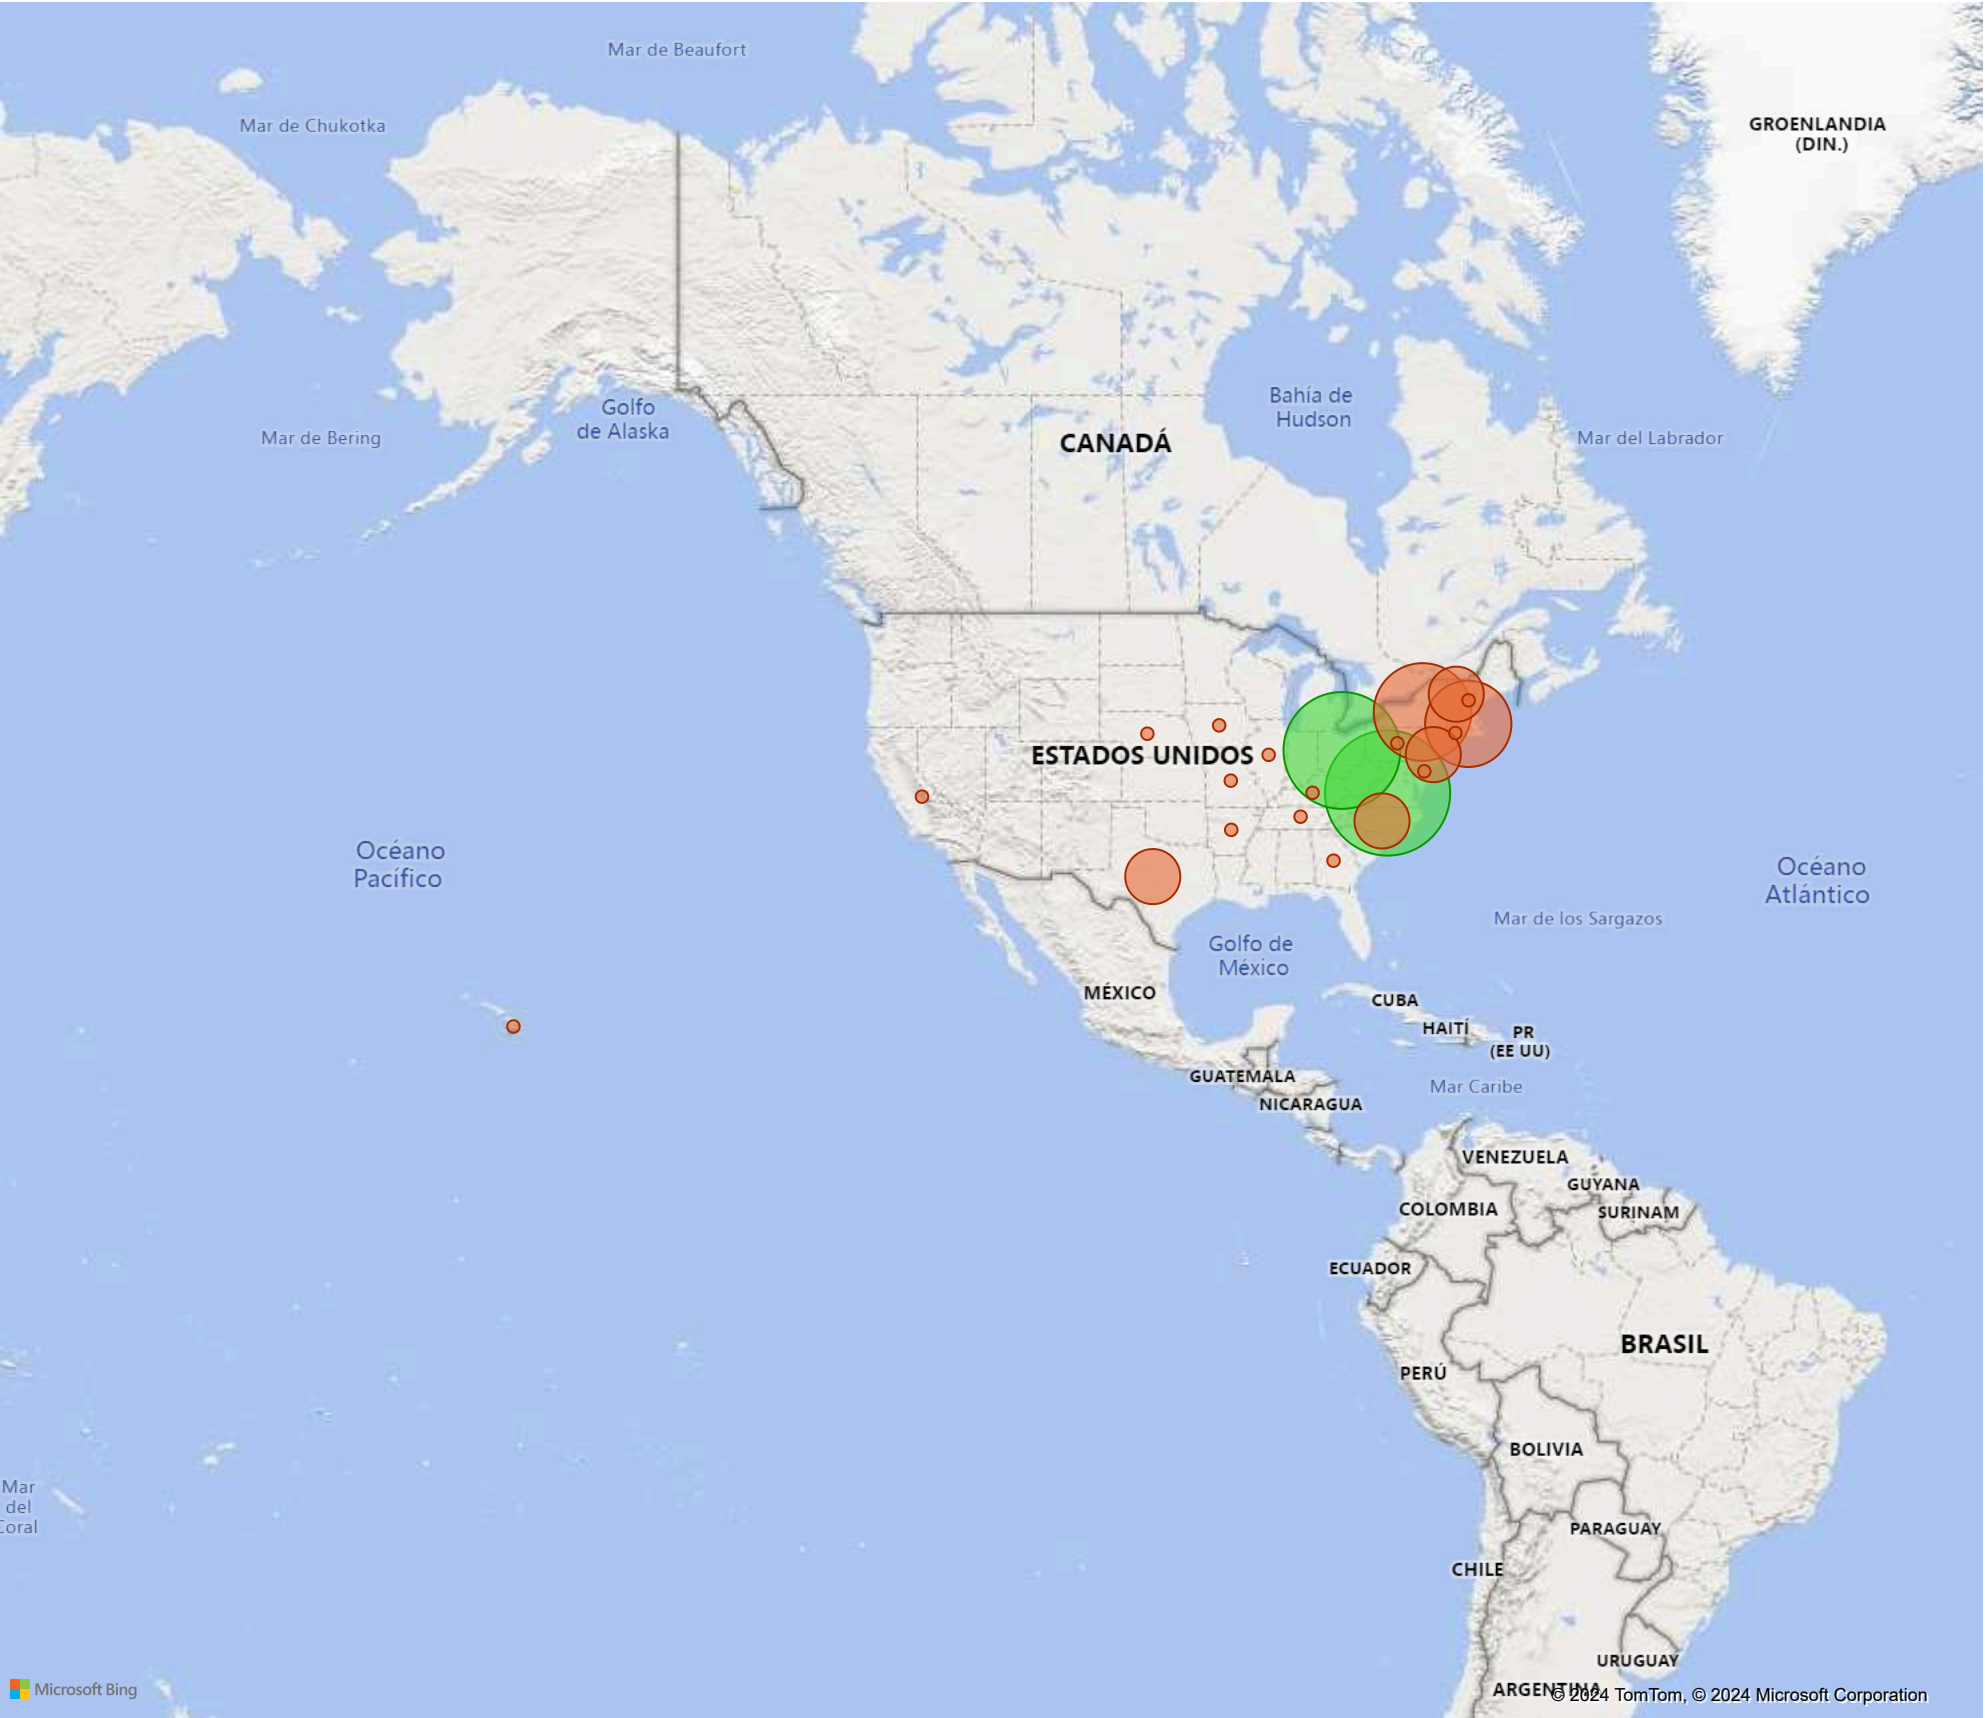 Mar de Beaufort
Mar de Chukotka
GROENLANDIA
(DIN.)
Golfo
de Alaska
Mar de Bering
Bahía de
Hudson
CANADÁ
Mar del Labrador
ESTADOS UNIDOS
Océano
Pacífico
Océano
Atlántico
Mar de los Sargazos
Golfo de
México
MÉXICO
CUBA
HAITÍ
PR
(EE UU)
GUATEMALA
Mar Caribe
NICARAGUA
VENEZUELA
GUYANA
COLOMBIA
SURINAM
ECUADOR
BRASIL
PERÚ
BOLIVIA
Mar
del
Coral
PARAGUAY
CHILE
URUGUAY
ARGENTINA
Microsoft Bing
© 2024 TomTom, © 2024 Microsoft Corporation